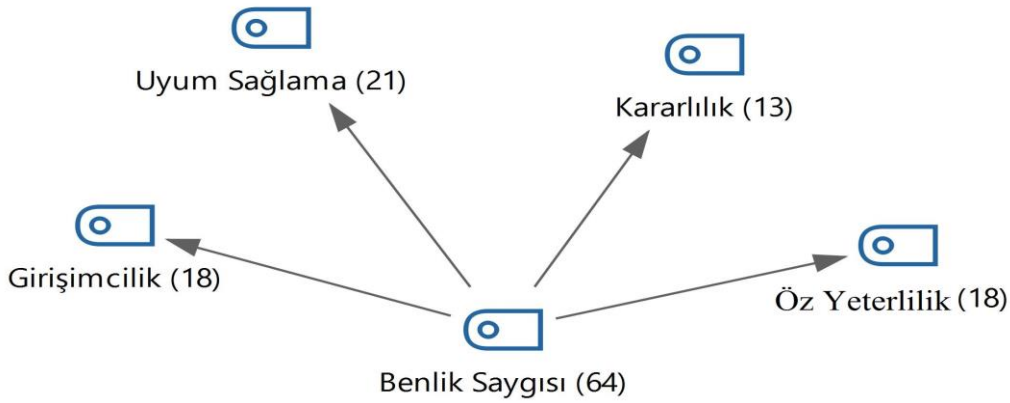 Uyum Sağlama (21)
Kararlılık (13)
Girişimcilik (18)
Öz Yeterlilik (18)
Benlik Saygısı (64)